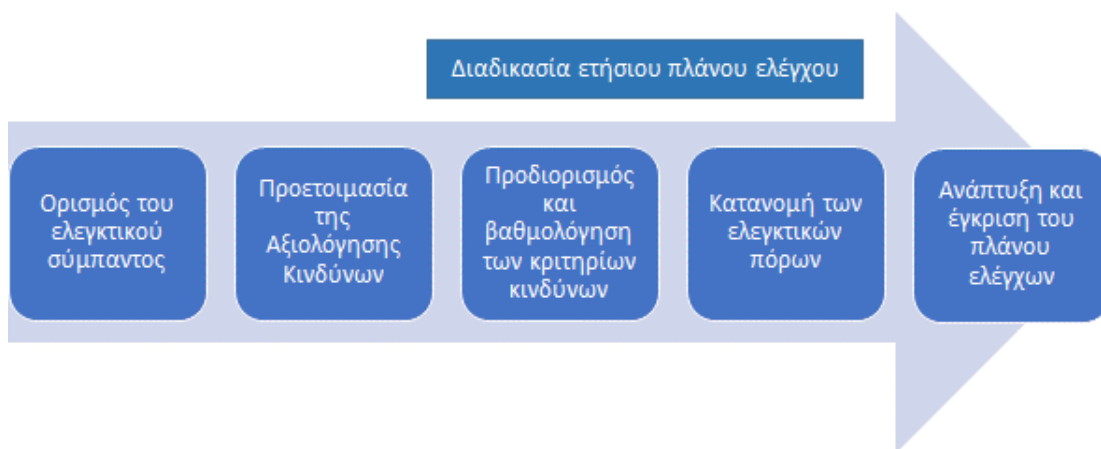 Διαδικασία ετήσιου πλάνου ελέγχου
Ορισμός του
ελεγκτικού
σύμπαντος
Προετοιμασία
της
Αξιολόγησης
Κινδύνων
Προδιορισμός
και
βαθμολόγηση
των κριτηρίων
κινδύνων
Κατανομή των
ελεγκτικών
πόρων
Ανάπτυξη και
έγκριση του
πλάνου
ελέγχων